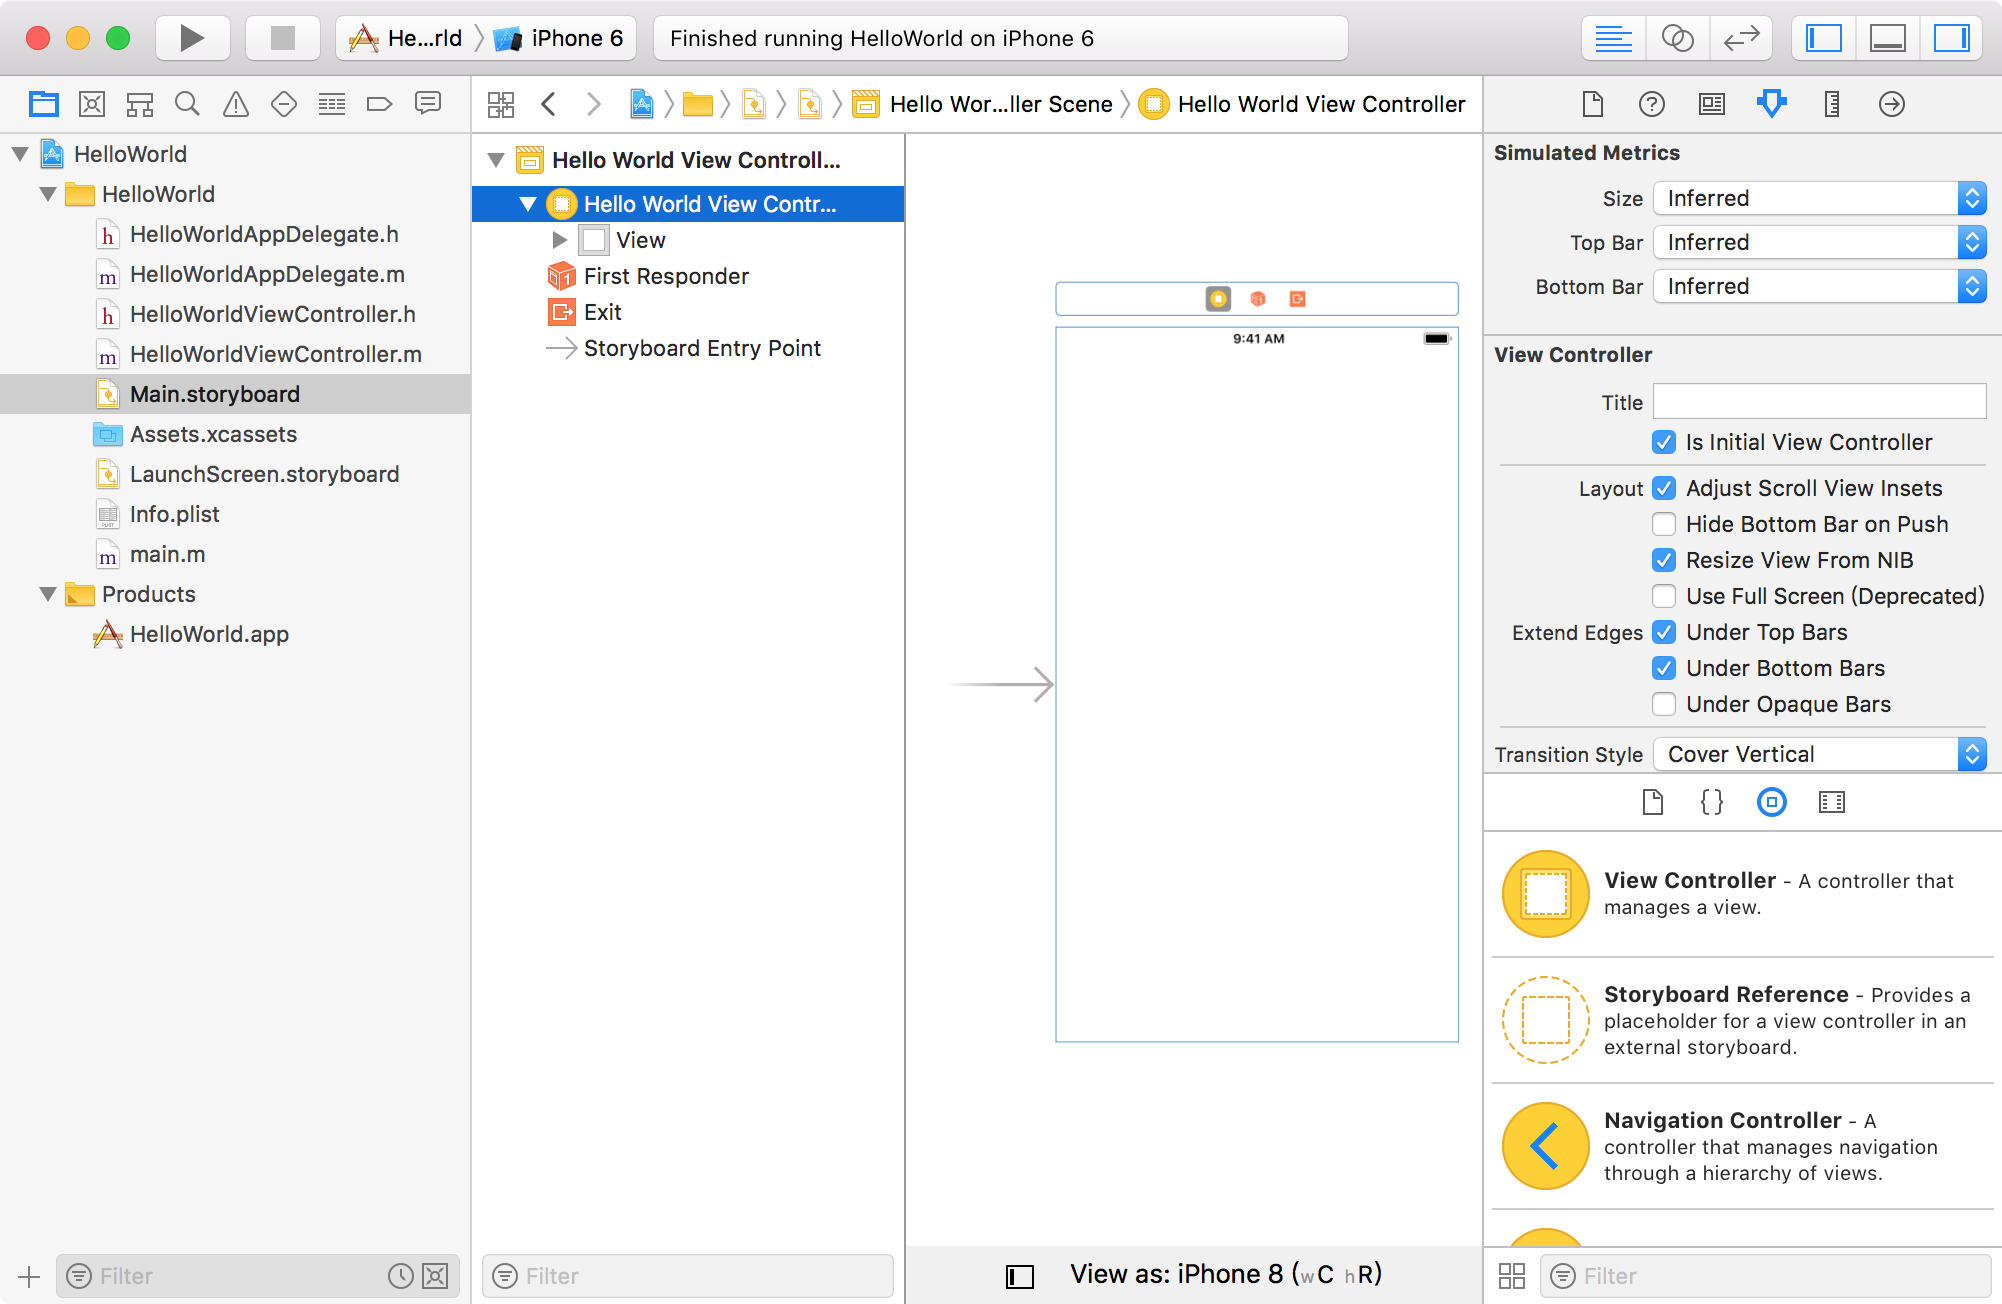 He...rld
iPhone 6
Finished running HelloWorld on iPhone 6
Hello Wor...ller Scene
Hello World View Controller
HelloWorld
HelloWorld
h HelloWorldAppDelegate.h
m HelloWorldAppDelegate.m
h HelloWorldViewController.h
m HelloWorldViewController.m
Main.storyboard
Assets.xcassets
LaunchScreen.storyboard
PLIST Info.plist
m main.m
Products
HelloWorld.app
Filter
Hello World View Controll...
Hello World View Contr...
View
1 First Responder
Exit
Storyboard Entry Point
Filter
9:41 AM
View as: iPhone 8 (wC hR)
Simulated Metrics
Size Inferred
Top Bar Inferred
Bottom Bar Inferred
View Controller
Title
Is Initial View Controller
Layout Adjust Scroll View Insets
Hide Bottom Bar on Push
Resize View From NIB
Use Full Screen (Deprecated)
Extend Edges Under Top Bars
Under Bottom Bars
Under Opaque Bars
Transition Style Cover Vertical
{}
View Controller - A controller that
manages a view.
Storyboard Reference - Provides a
placeholder for a view controller in an
external storyboard.
Navigation Controller - A
controller that manages navigation
through a hierarchy of views.
Filter